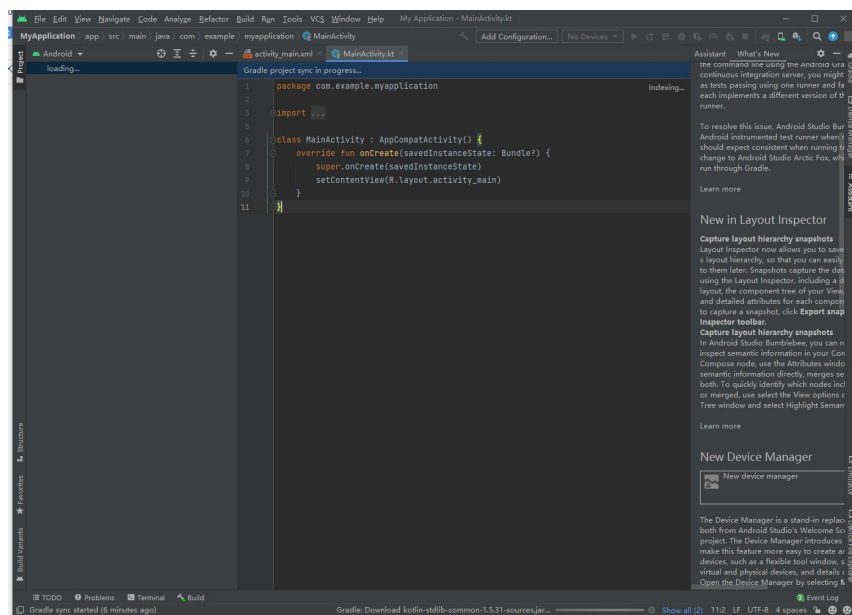 File Edit View Navigate Code Analyze Refactor Build Run Tools VCS Window Help My Application - MainActivity.kt
MyApplication app src main java com example myapplication MainActivity Add Configuration... No Devices
Android activity_main.xml MainActivity.kt Assistant What's New
Project
loading...
Gradle project sync in progress...
Indexing...
1 package com.example.myapplication
2
3 import ...
5
6 class MainActivity : AppCompatActivity() {
7 override fun onCreate(savedInstanceState: Bundle?) {
8 super.onCreate(savedInstanceState)
9 setContentView(R.layout.activity_main)
10 }
11 }
the command line using the Android Gra
continuous integration server, you might
as tests passing using one runner and fa
each implements a different version of th
runner.
To resolve this issue, Android Studio Bur
Android instrumented test runner when r
should expect consistent when running t
change to Android Studio Arctic Fox, whi
run through Gradle.
Learn more
New in Layout Inspector
Capture layout hierarchy snapshots
Layout Inspector now allows you to save
s layout hierarchy, so that you can easily
to them later. Snapshots capture the data
using the Layout Inspector, including a d
layout, the component tree of your View,
and detailed attributes for each compon
to capture a snapshot, click Export snap
Inspector toolbar.
Capture layout hierarchy snapshots
In Android Studio Bumblebee, you can n
inspect semantic information in your Con
Compose node, use the Attributes windo
semantic information directly, merges se
both. To quickly identify which nodes incl
or merged, use select the View options c
Tree window and select Highlight Seman
Learn more
New Device Manager
New device manager
The Device Manager is a stand-in replac
both from Android Studio's Welcome Scr
project. The Device Manager introduces
make this feature more easy to create an
devices, such as a flexible tool window, s
virtual and physical devices, and details c
Open the Device Manager by selecting
Structure
Favorites
Build Variants
Gradle
Device Manager
Assistant
Emulator
Device File Explorer
TODO Problems Terminal Build Event Log
Gradle sync started (6 minutes ago) Gradle: Download kotlin-stdlib-common-1.5.31-sources.jar... Show all (2) 11:2 LF UTF-8 4 spaces